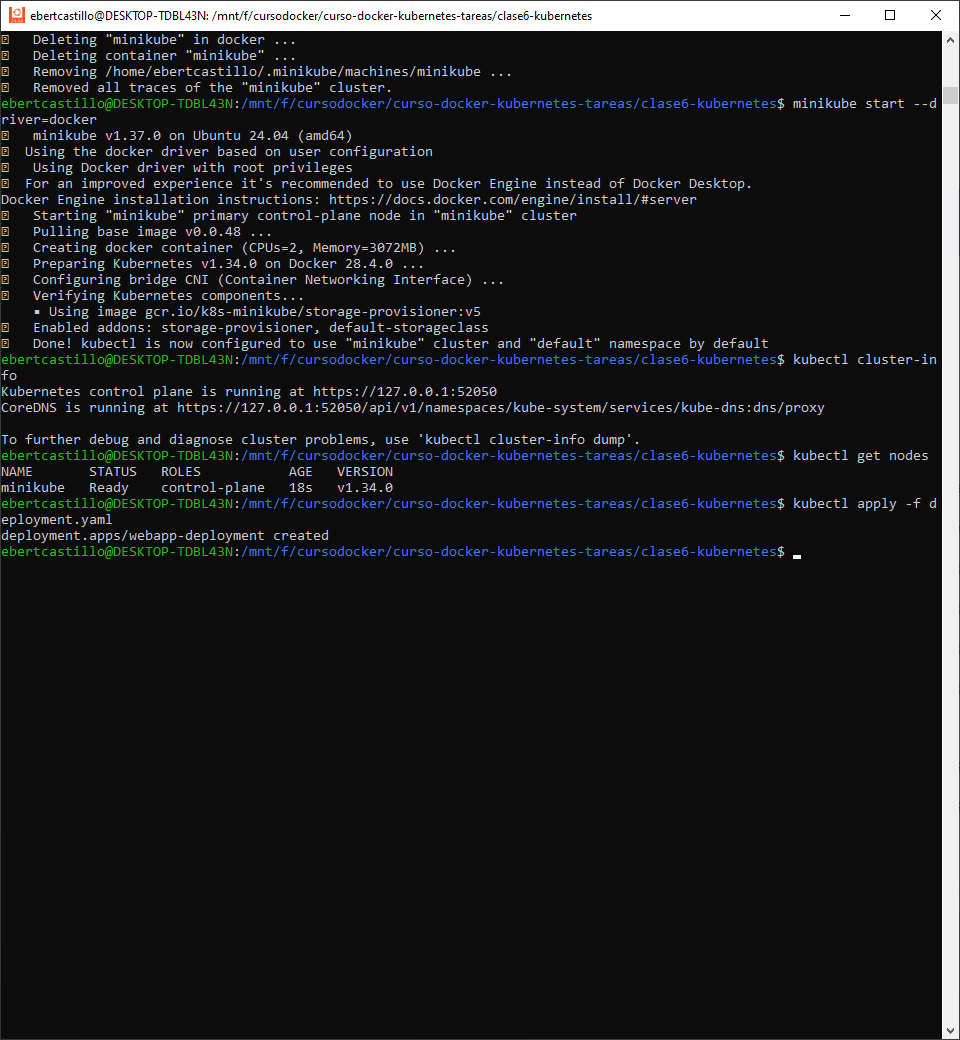 ebertcastillo@DESKTOP-TDBL43N: /mnt/f/cursodocker/curso-docker-kubernetes-tareas/clase6-kubernetes
Deleting "minikube" in docker ...
Deleting container "minikube" ...
Removing /home/ebertcastillo/.minikube/machines/minikube ...
Removed all traces of the "minikube" cluster.
ebertcastillo@DESKTOP-TDBL43N:/mnt/f/cursodocker/curso-docker-kubernetes-tareas/clase6-kubernetes$ minikube start --d
river=docker
minikube v1.37.0 on Ubuntu 24.04 (amd64)
Using the docker driver based on user configuration
Using Docker driver with root privileges
For an improved experience it's recommended to use Docker Engine instead of Docker Desktop.
Docker Engine installation instructions: https://docs.docker.com/engine/install/#server
Starting "minikube" primary control-plane node in "minikube" cluster
Pulling base image v0.0.48 ...
Creating docker container (CPUs=2, Memory=3072MB) ...
Preparing Kubernetes v1.34.0 on Docker 28.4.0 ...
Configuring bridge CNI (Container Networking Interface) ...
Verifying Kubernetes components...
▪ Using image gcr.io/k8s-minikube/storage-provisioner:v5
Enabled addons: storage-provisioner, default-storageclass
Done! kubectl is now configured to use "minikube" cluster and "default" namespace by default
ebertcastillo@DESKTOP-TDBL43N:/mnt/f/cursodocker/curso-docker-kubernetes-tareas/clase6-kubernetes$ kubectl cluster-in
fo
Kubernetes control plane is running at https://127.0.0.1:52050
CoreDNS is running at https://127.0.0.1:52050/api/v1/namespaces/kube-system/services/kube-dns:dns/proxy
To further debug and diagnose cluster problems, use 'kubectl cluster-info dump'.
ebertcastillo@DESKTOP-TDBL43N:/mnt/f/cursodocker/curso-docker-kubernetes-tareas/clase6-kubernetes$ kubectl get nodes
NAME STATUS ROLES AGE VERSION
minikube Ready control-plane 18s v1.34.0
ebertcastillo@DESKTOP-TDBL43N:/mnt/f/cursodocker/curso-docker-kubernetes-tareas/clase6-kubernetes$ kubectl apply -f d
eployment.yaml
deployment.apps/webapp-deployment created
ebertcastillo@DESKTOP-TDBL43N:/mnt/f/cursodocker/curso-docker-kubernetes-tareas/clase6-kubernetes$